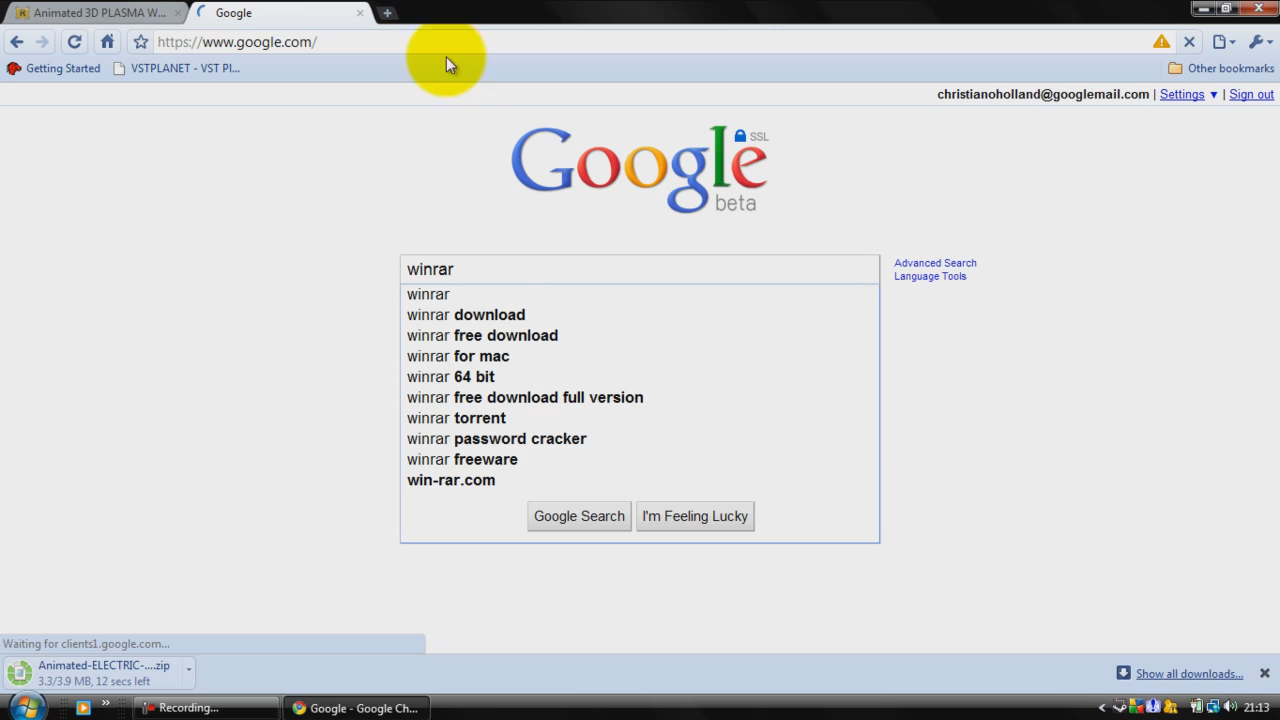 Animated 3D PLASMA W...
Google
https://www.google.com/
Getting Started
VSTPLANET - VST Pl...
Other bookmarks
christianoholland@googlemail.com | Settings ▼ | Sign out
Google
SSL
beta
winrar
Advanced Search
Language Tools
winrar
winrar download
winrar free download
winrar for mac
winrar 64 bit
winrar free download full version
winrar torrent
winrar password cracker
winrar freeware
win-rar.com
Google Search
I'm Feeling Lucky
Waiting for clients1.google.com...
Animated-ELECTRIC-....zip
3.3/3.9 MB, 12 secs left
Show all downloads...
Recording...
Google - Google Ch...
21:13